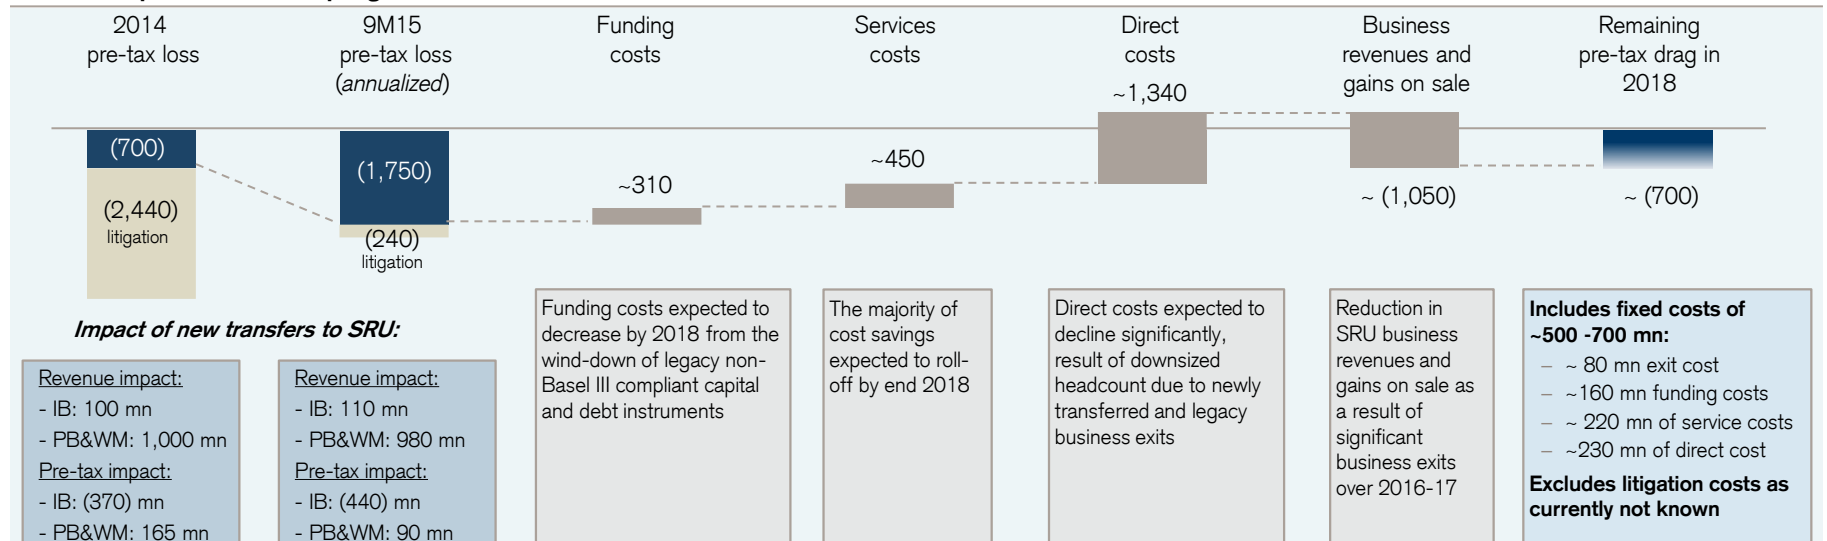 2014
pre-tax loss
9M15
pre-tax loss
(annualized)
Funding
costs
Services
costs
Direct
costs
Business
revenues and
gains on sale
Remaining
pre-tax drag in
2018
(700)
(2,440)
litigation
(1,750)
(240)
litigation
~310
~450
~1,340
~ (1,050)
~ (700)
Impact of new transfers to SRU:
Revenue impact:
- IB: 100 mn
- PB&WM: 1,000 mn
Pre-tax impact:
- IB: (370) mn
- PB&WM: 165 mn
Revenue impact:
- IB: 110 mn
- PB&WM: 980 mn
Pre-tax impact:
- IB: (440) mn
- PB&WM: 90 mn
Funding costs expected to
decrease by 2018 from the
wind-down of legacy non-
Basel III compliant capital
and debt instruments
The majority of
cost savings
expected to roll-
off by end 2018
Direct costs expected to
decline significantly,
result of downsized
headcount due to newly
transferred and legacy
business exits
Reduction in
SRU business
revenues and
gains on sale as
a result of
significant
business exits
over 2016-17
Includes fixed costs of
~500 -700 mn:
– ~ 80 mn exit cost
– ~160 mn funding costs
– ~ 220 mn of service costs
– ~230 mn of direct cost
Excludes litigation costs as
currently not known